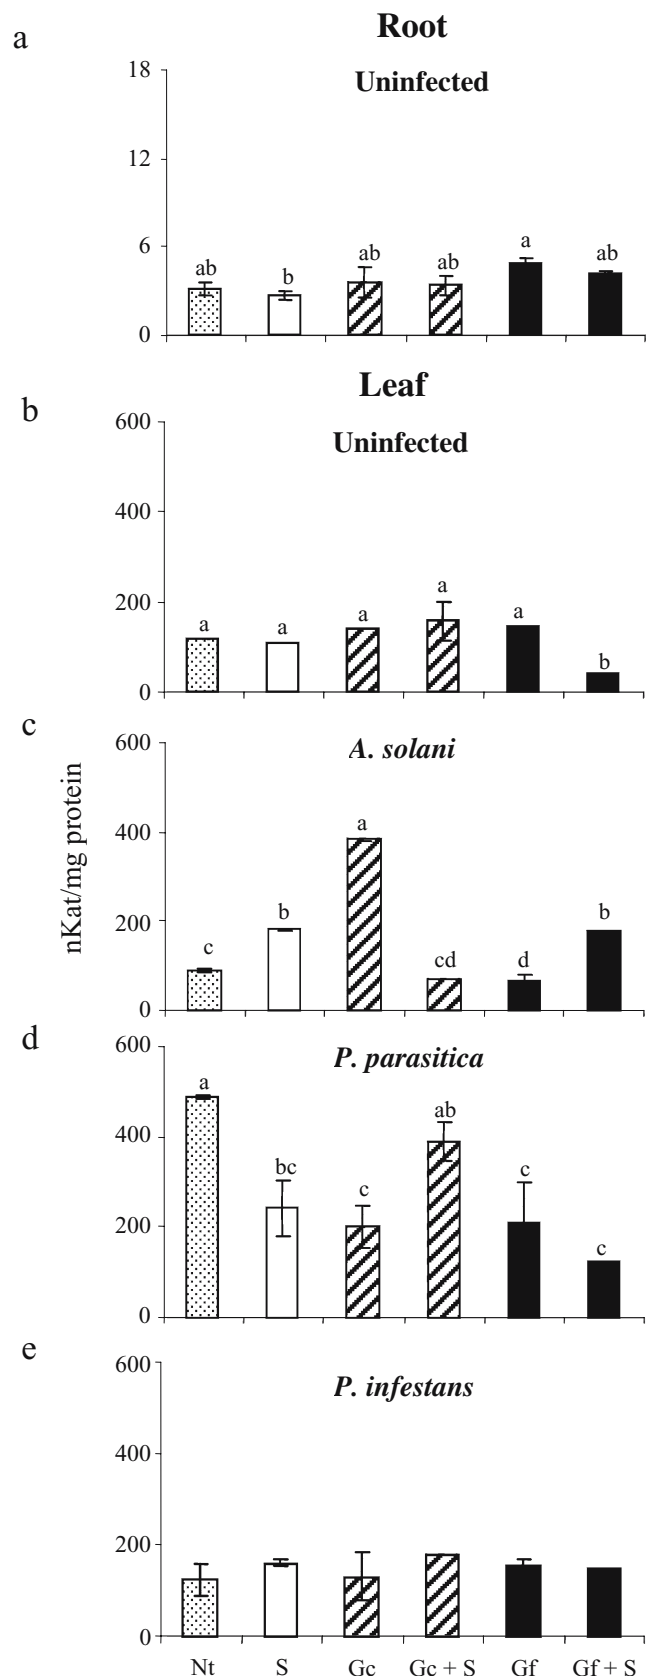 a
Root
Uninfected
18
12
6
0
ab
b
ab
ab
a
ab
b
Leaf
Uninfected
600
400
200
0
a
a
a
a
a
b
nKat/mg protein
c
A. solani
600
400
200
0
c
b
a
cd
d
b
d
P. parasitica
600
400
200
0
a
bc
c
ab
c
c
e
P. infestans
600
400
200
0
Nt S Gc Gc + S Gf Gf + S